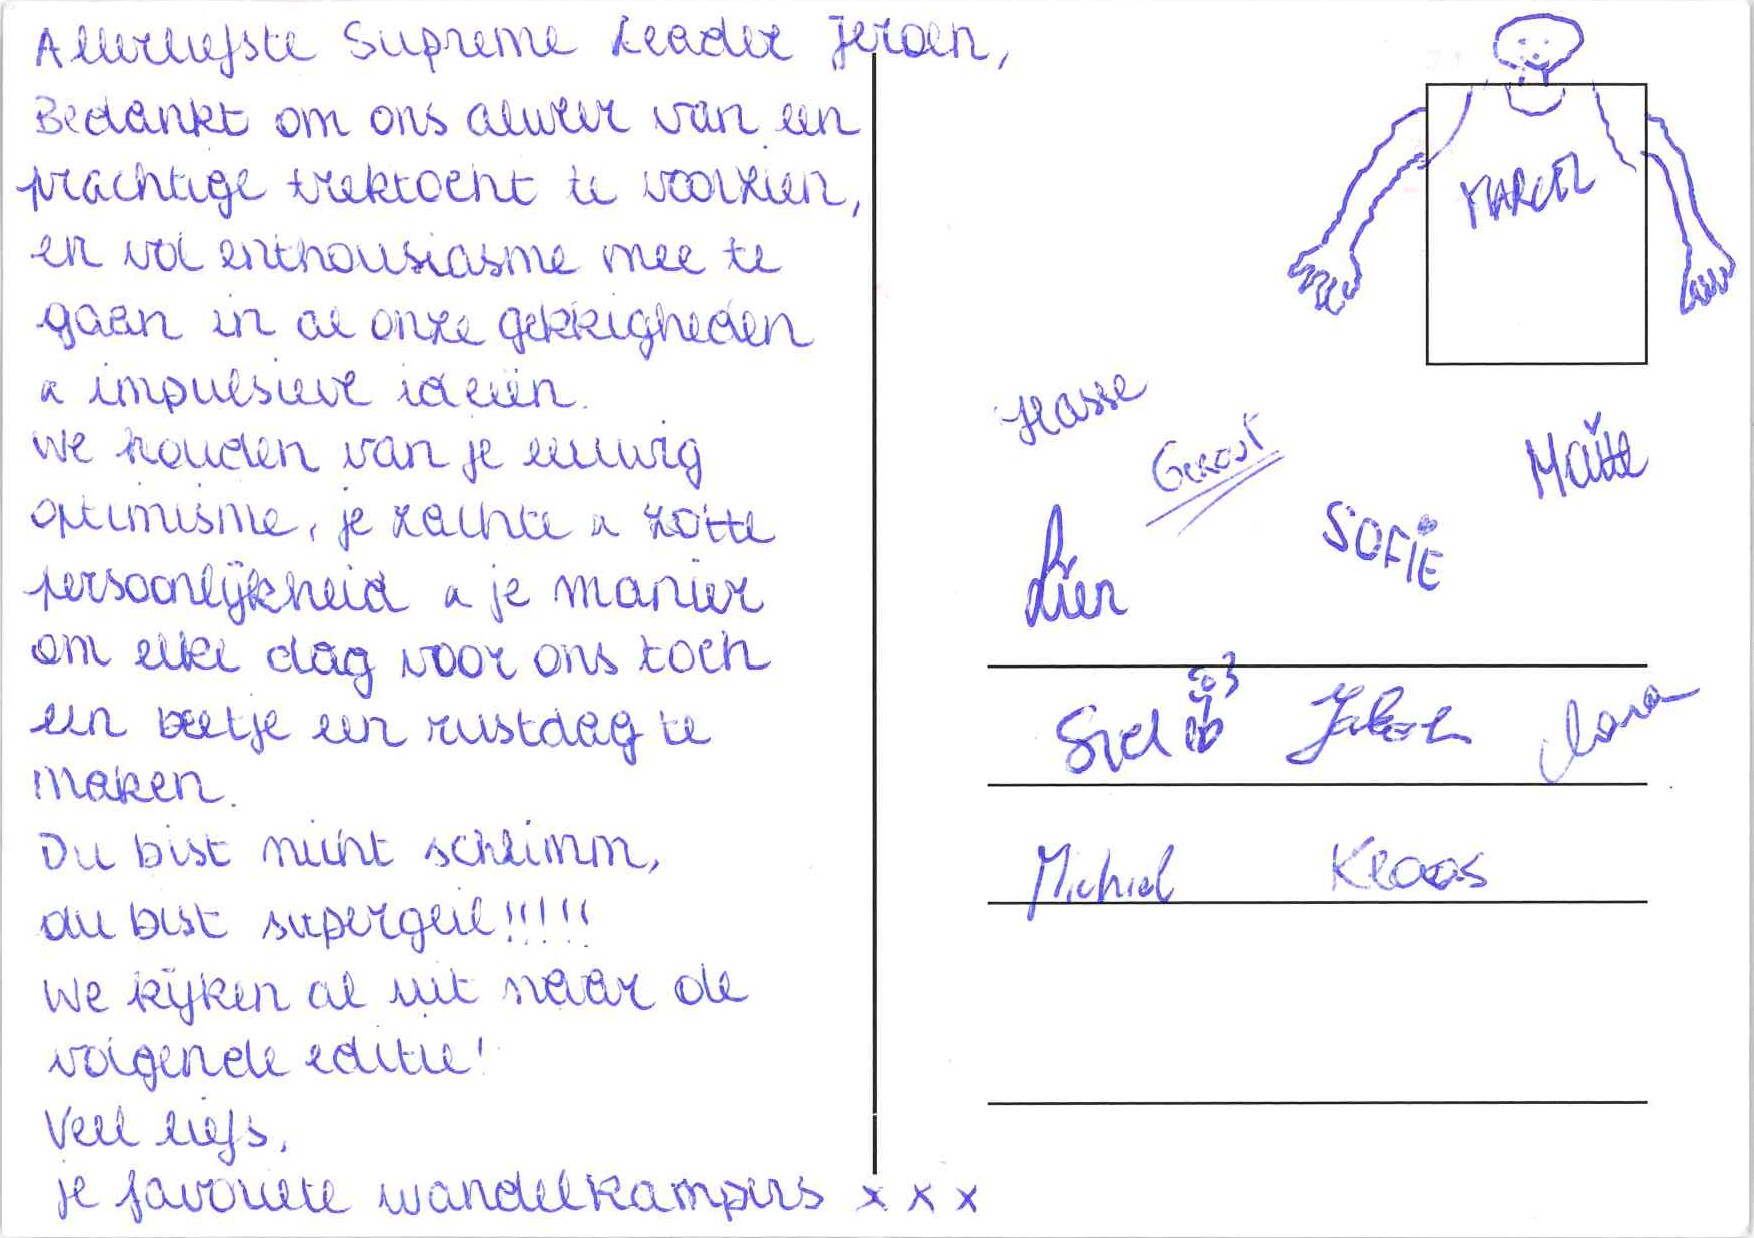 Allerliefste Supreme Leader Jeroen,
Bedankt om ons alweer van een
prachtige trektocht te voorzien,
en vol enthousiasme mee te
gaan in al onze gekkigheden
& impulsieve ideeën.
We houden van je eeuwig
optimisme, je zachte & zotte
persoonlijkheid & je manier
om elke dag voor ons toch
een beetje een rustdag te
maken.
Du bist nicht schlimm,
du bist supergeil!!!!!
We kijken al uit naar de
volgende editie!
Veel liefs,
je favoriete wandelkampers x x x
MARCEL
Hasse
Gerout
Maïté
SOFIE
Lien
Siel
Jakob
Lara
Michiel
Klaas